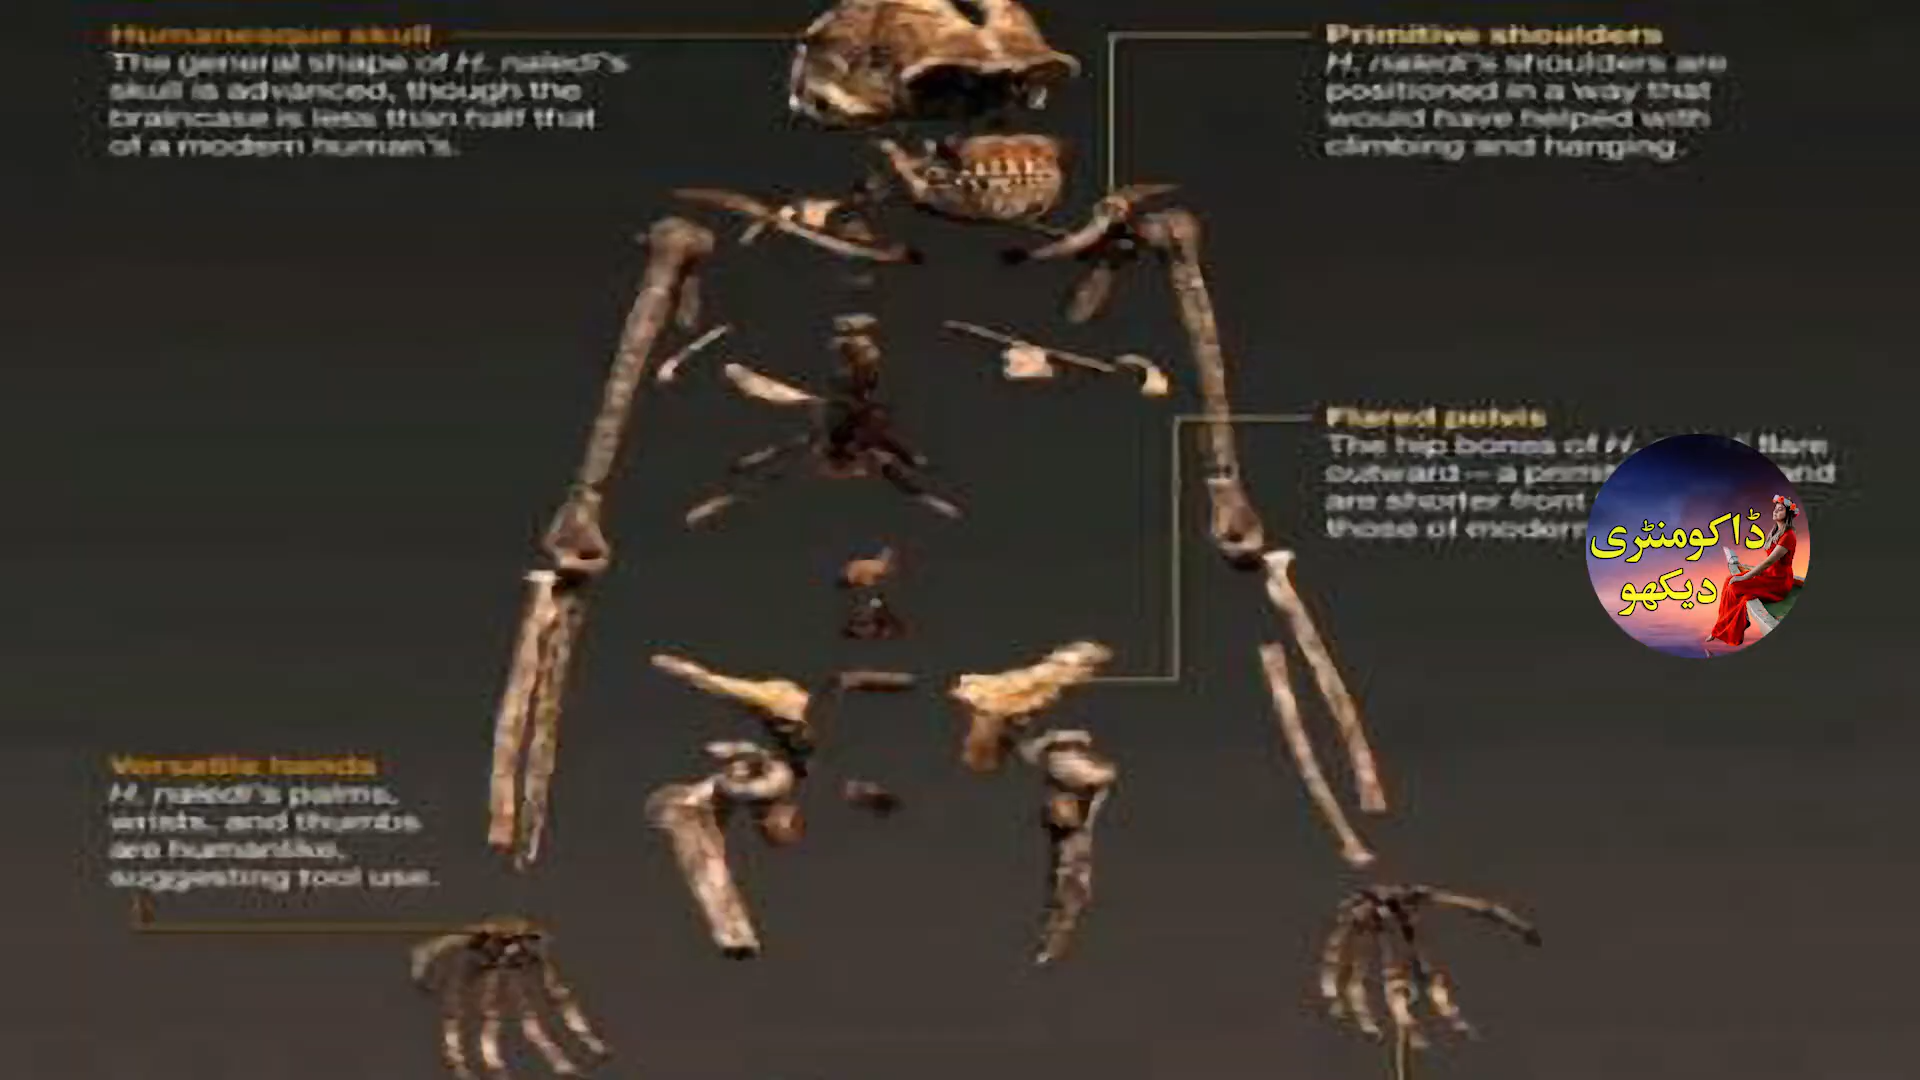 Humanesque skull
The general shape of H. naledi's
skull is advanced, though the
braincase is less than half that
of a modern human's.
Primitive shoulders
H. naledi's shoulders are
positioned in a way that
would have helped with
climbing and hanging.
Flared pelvis
The hip bones of H. flare
outward—a and
are shorter front
those of modern
ڈاکومنٹری
دیکھو
Versatile hands
H. naledi's palms,
wrists, and thumbs
are humanlike,
suggesting tool use.